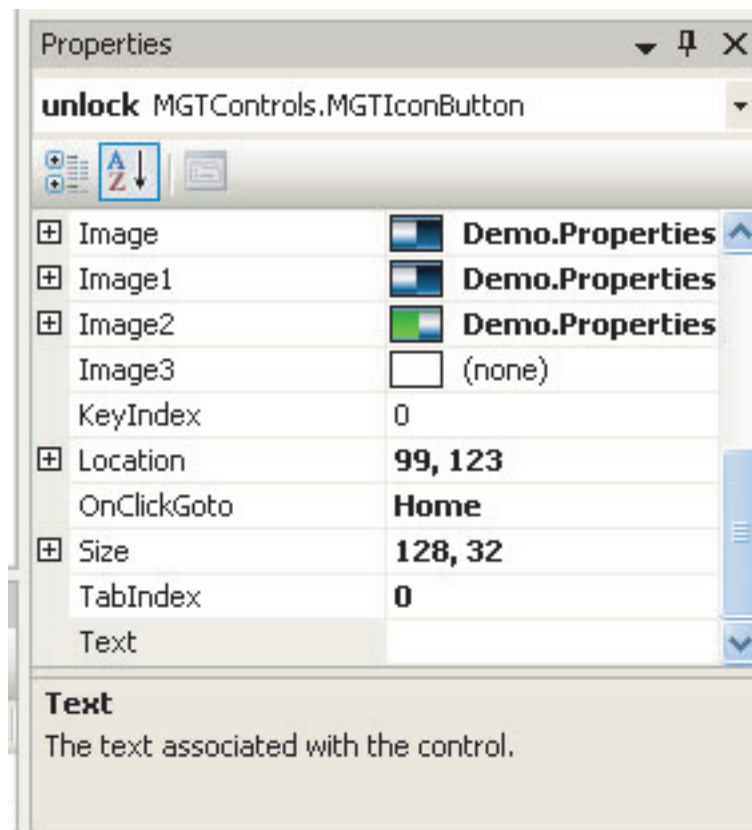 Properties
unlock MGTControls.MGTIconButton
A
Z
Image Demo.Properties
Image1 Demo.Properties
Image2 Demo.Properties
Image3 (none)
KeyIndex 0
Location 99, 123
OnClickGoto Home
Size 128, 32
TabIndex 0
Text
Text
The text associated with the control.